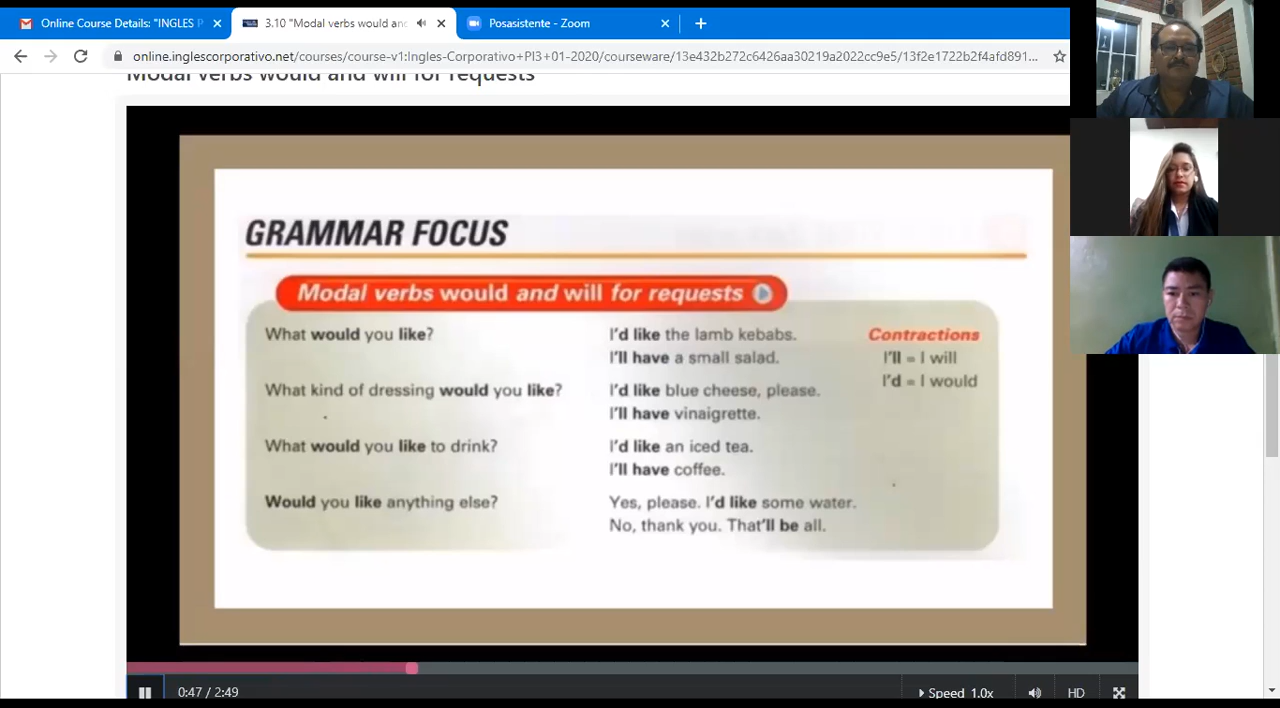 Online Course Details: "INGLES P
3.10 "Modal verbs would and
Posasistente - Zoom
online.inglescorporativo.net/courses/course-v1:Ingles-Corporativo+PI3+01-2020/courseware/13e432b272c6426aa30219a2022cc9e5/13f2e1722b2f4afd891...
Modal verbs would and will for requests
GRAMMAR FOCUS
Modal verbs would and will for requests
What would you like? I'd like the lamb kebabs. Contractions
I'll have a small salad. I'll = I will
What kind of dressing would you like? I'd like blue cheese, please. I'd = I would
I'll have vinaigrette.
What would you like to drink? I'd like an iced tea.
I'll have coffee.
Would you like anything else? Yes, please. I'd like some water.
No, thank you. That'll be all.
0:47 / 2:49
Speed 1.0x
HD